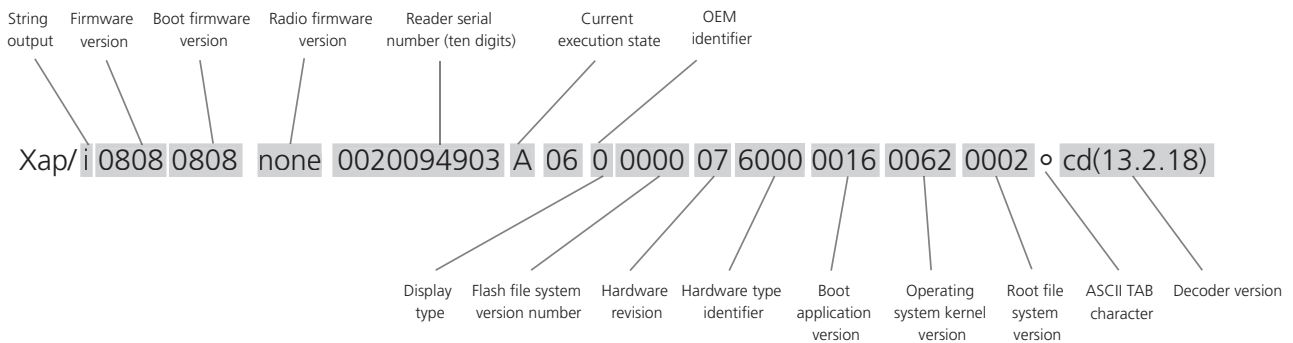 String output
Firmware version
Boot firmware version
Radio firmware version
Reader serial number (ten digits)
Current execution state
OEM identifier
Xap/ i 0808 0808 none 0020094903 A 06 0 0000 07 6000 0016 0062 0002 cd(13.2.18)
Display type
Flash file system version number
Hardware revision
Hardware type identifier
Boot application version
Operating system kernel version
Root file system version
ASCII TAB character
Decoder version